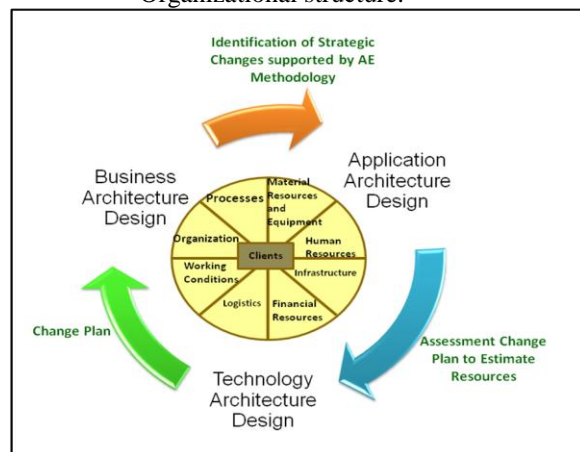 Organizational structure.
Identification of Strategic
Changes supported by AE
Methodology
Business
Architecture
Design
Application
Architecture
Design
Processes
Material
Resources
and
Equipment
Organization
Human
Resources
Clients
Working
Conditions
Infrastructure
Logistics
Financial
Resources
Change Plan
Assessment Change
Plan to Estimate
Resources
Technology
Architecture
Design